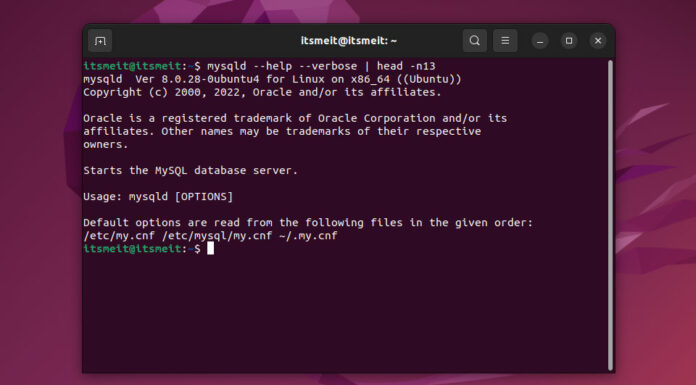 itsmeit@itsmeit: ~
itsmeit@itsmeit:~$ mysqld --help --verbose | head -n13
mysqld  Ver 8.0.28-0ubuntu4 for Linux on x86_64 ((Ubuntu))
Copyright (c) 2000, 2022, Oracle and/or its affiliates.
Oracle is a registered trademark of Oracle Corporation and/or its
affiliates. Other names may be trademarks of their respective
owners.
Starts the MySQL database server.
Usage: mysqld [OPTIONS]
Default options are read from the following files in the given order:
/etc/my.cnf /etc/mysql/my.cnf ~/.my.cnf
itsmeit@itsmeit:~$